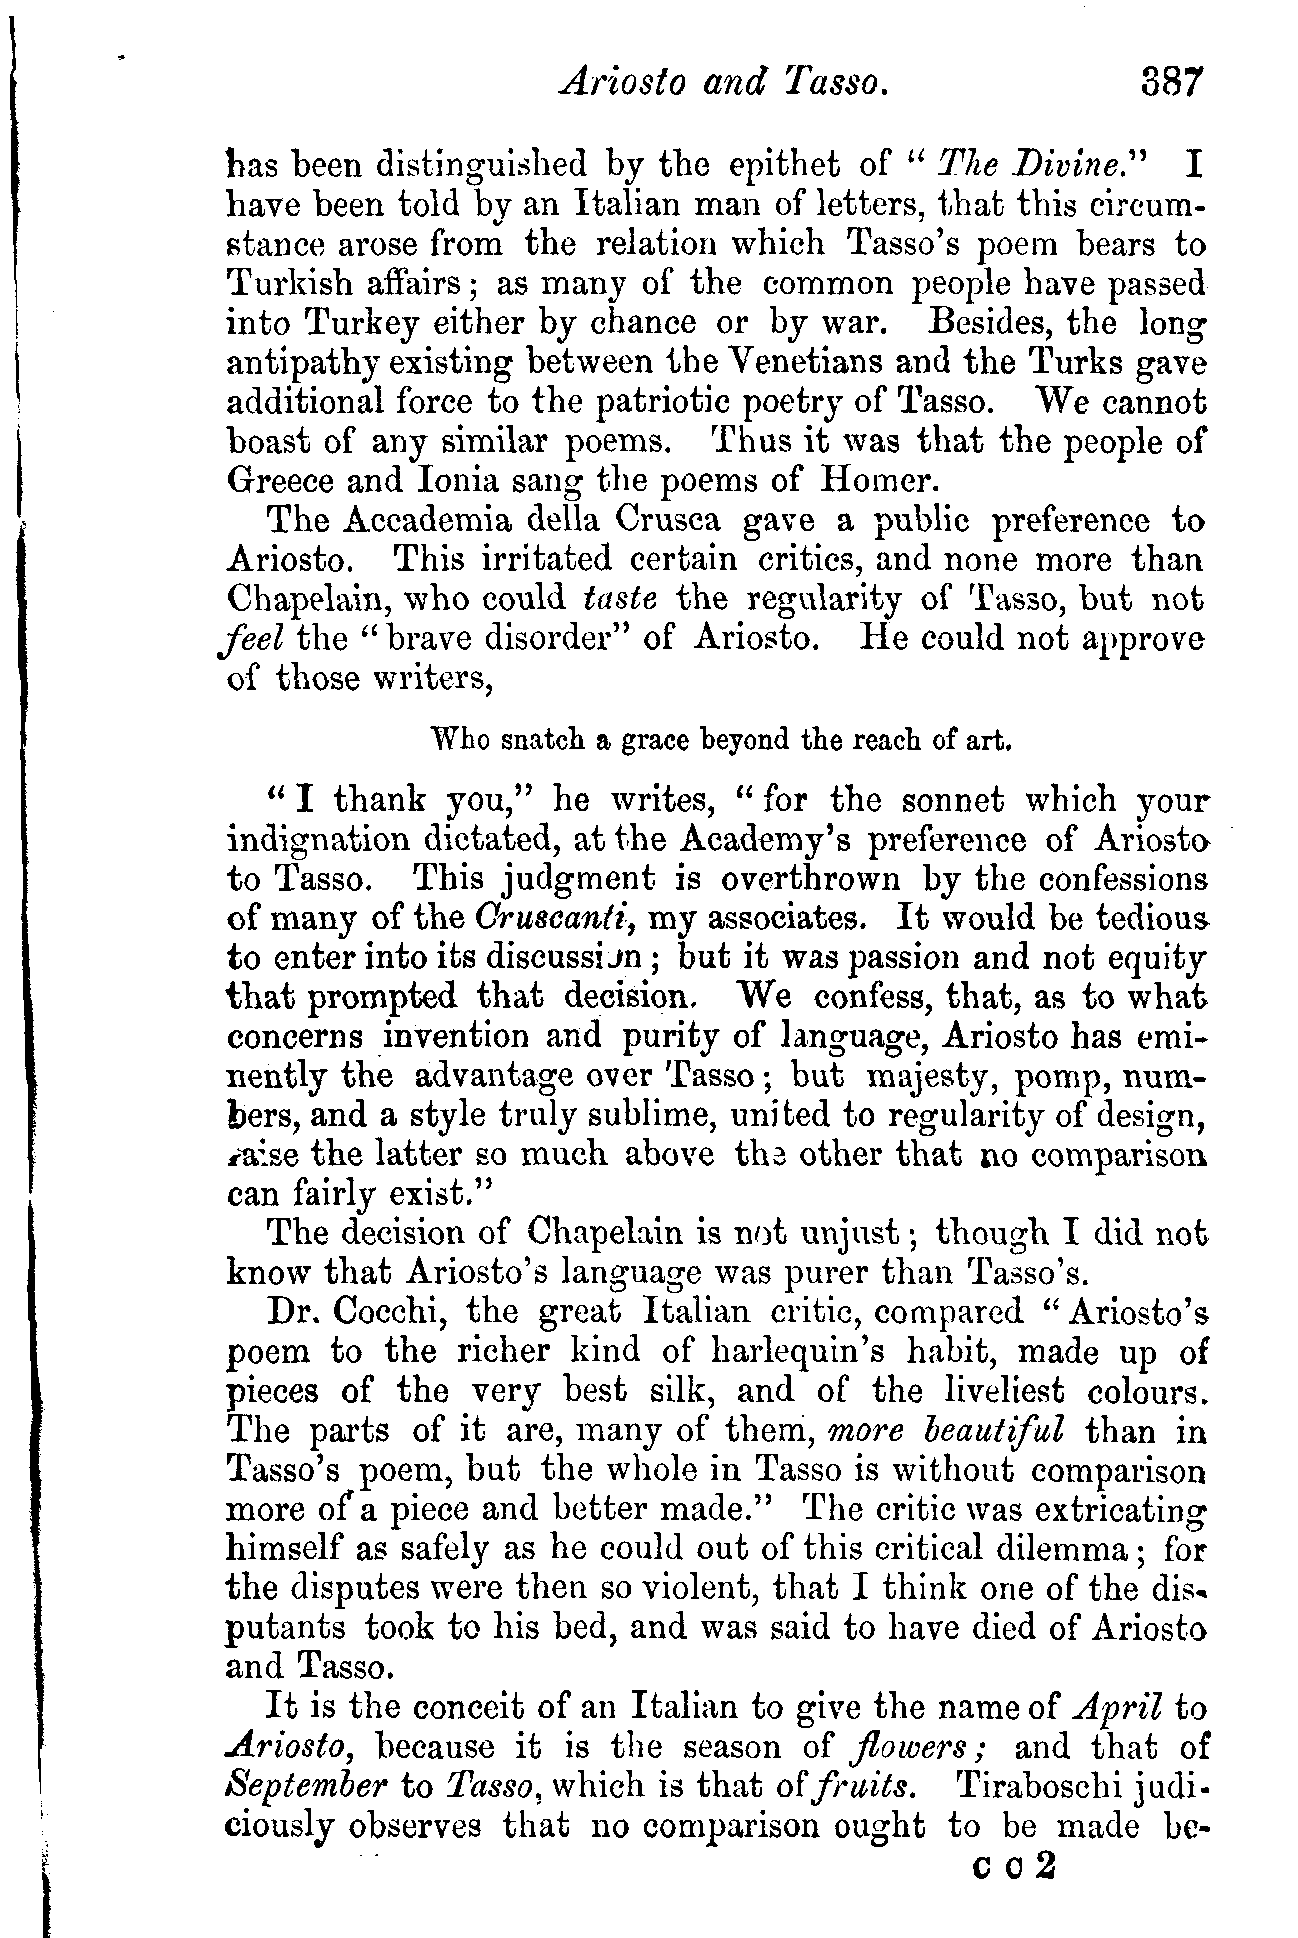 Ariosto and Tasso. 387
has been distinguished by the epithet of “ The Divine.” I
have been told by an Italian man of letters, that this circum-
stance arose from the relation which Tasso’s poem bears to
Turkish affairs ; as many of the common people have passed
into Turkey either by chance or by war. Besides, the long
antipathy existing between the Venetians and the Turks gave
additional force to the patriotic poetry of Tasso. We cannot
boast of any similar poems. Thus it was that the people of
Greece and Ionia sang the poems of Homer.
The Accademia della Crusca gave a public preference to
Ariosto. This irritated certain critics, and none more than
Chapelain, who could taste the regularity of Tasso, but not
feel the “ brave disorder” of Ariosto. He could not approve
of those writers,
Who snatch a grace beyond the reach of art.
“ I thank you,” he writes, “ for the sonnet which your
indignation dictated, at the Academy’s preference of Ariosto
to Tasso. This judgment is overthrown by the confessions
of many of the Cruscanti, my associates. It would be tedious
to enter into its discussion ; but it was passion and not equity
that prompted that decision. We confess, that, as to what
concerns invention and purity of language, Ariosto has emi-
nently the advantage over Tasso ; but majesty, pomp, num-
bers, and a style truly sublime, united to regularity of design,
raise the latter so much above the other that no comparison
can fairly exist.”
The decision of Chapelain is not unjust ; though I did not
know that Ariosto’s language was purer than Tasso’s.
Dr. Cocchi, the great Italian critic, compared “ Ariosto’s
poem to the richer kind of harlequin’s habit, made up of
pieces of the very best silk, and of the liveliest colours.
The parts of it are, many of them, more beautiful than in
Tasso’s poem, but the whole in Tasso is without comparison
more of a piece and better made.” The critic was extricating
himself as safely as he could out of this critical dilemma ; for
the disputes were then so violent, that I think one of the dis-
putants took to his bed, and was said to have died of Ariosto
and Tasso.
It is the conceit of an Italian to give the name of April to
Ariosto, because it is the season of flowers ; and that of
September to Tasso, which is that of fruits. Tiraboschi judi-
ciously observes that no comparison ought to be made be-
C C 2